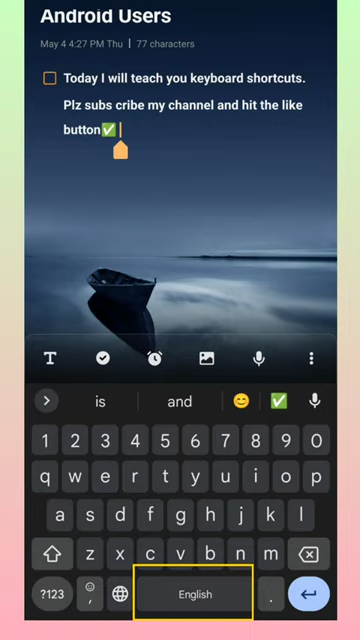 Android Users
May 4 4:27 PM Thu | 77 characters
Today I will teach you keyboard shortcuts.
Plz subs cribe my channel and hit the like
button✅
T
is and 😊 ✅
1 2 3 4 5 6 7 8 9 0
q w e r t y u i o p
a s d f g h j k l
z x c v b n m
?123 , English .